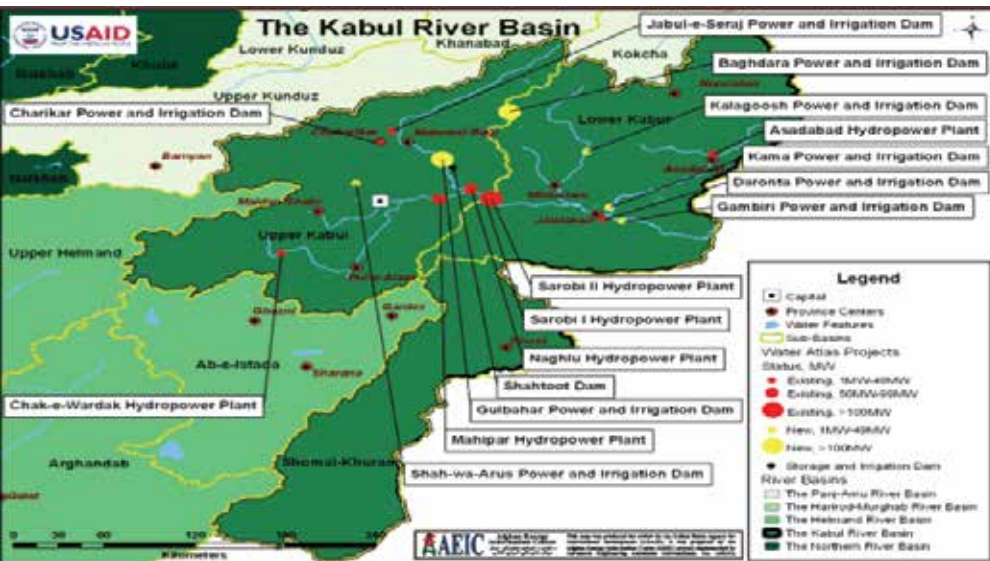 USAID
The Kabul River Basin
Jabul-e-Seraj Power and Irrigation Dam
Lower Kunduz
Khanabad
Kokcha
Baghdara Power and Irrigation Dam
Upper Kunduz
Charikar Power and Irrigation Dam
Kalagoosh Power and Irrigation Dam
Lower Kabul
Asadabad Hydropower Plant
Bamyan
Kama Power and Irrigation Dam
Daronta Power and Irrigation Dam
Gambiri Power and Irrigation Dam
Upper Kabul
Upper Helmand
Legend
Capital
Province Centers
Water Features
Sub-Basins
Water Atlas Projects
Status, MW
Existing, 1MW-49MW
Existing, 50MW-99MW
Existing, >100MW
New, 1MW-49MW
New, >100MW
Storage and Irrigation Dam
River Basins
The Panj-Amu River Basin
The Harirod-Murghab River Basin
The Helmand River Basin
The Kabul River Basin
The Northern River Basin
Sarobi II Hydropower Plant
Sarobi I Hydropower Plant
Naghlu Hydropower Plant
Ghazni
Gardez
Ab-e-Istada
Sharana
Shahtoot Dam
Chak-e-Wardak Hydropower Plant
Gulbahar Power and Irrigation Dam
Mahipar Hydropower Plant
Arghandab
Shah-wa-Arus Power and Irrigation Dam
0 30 60 120
Kilometers
AEIC